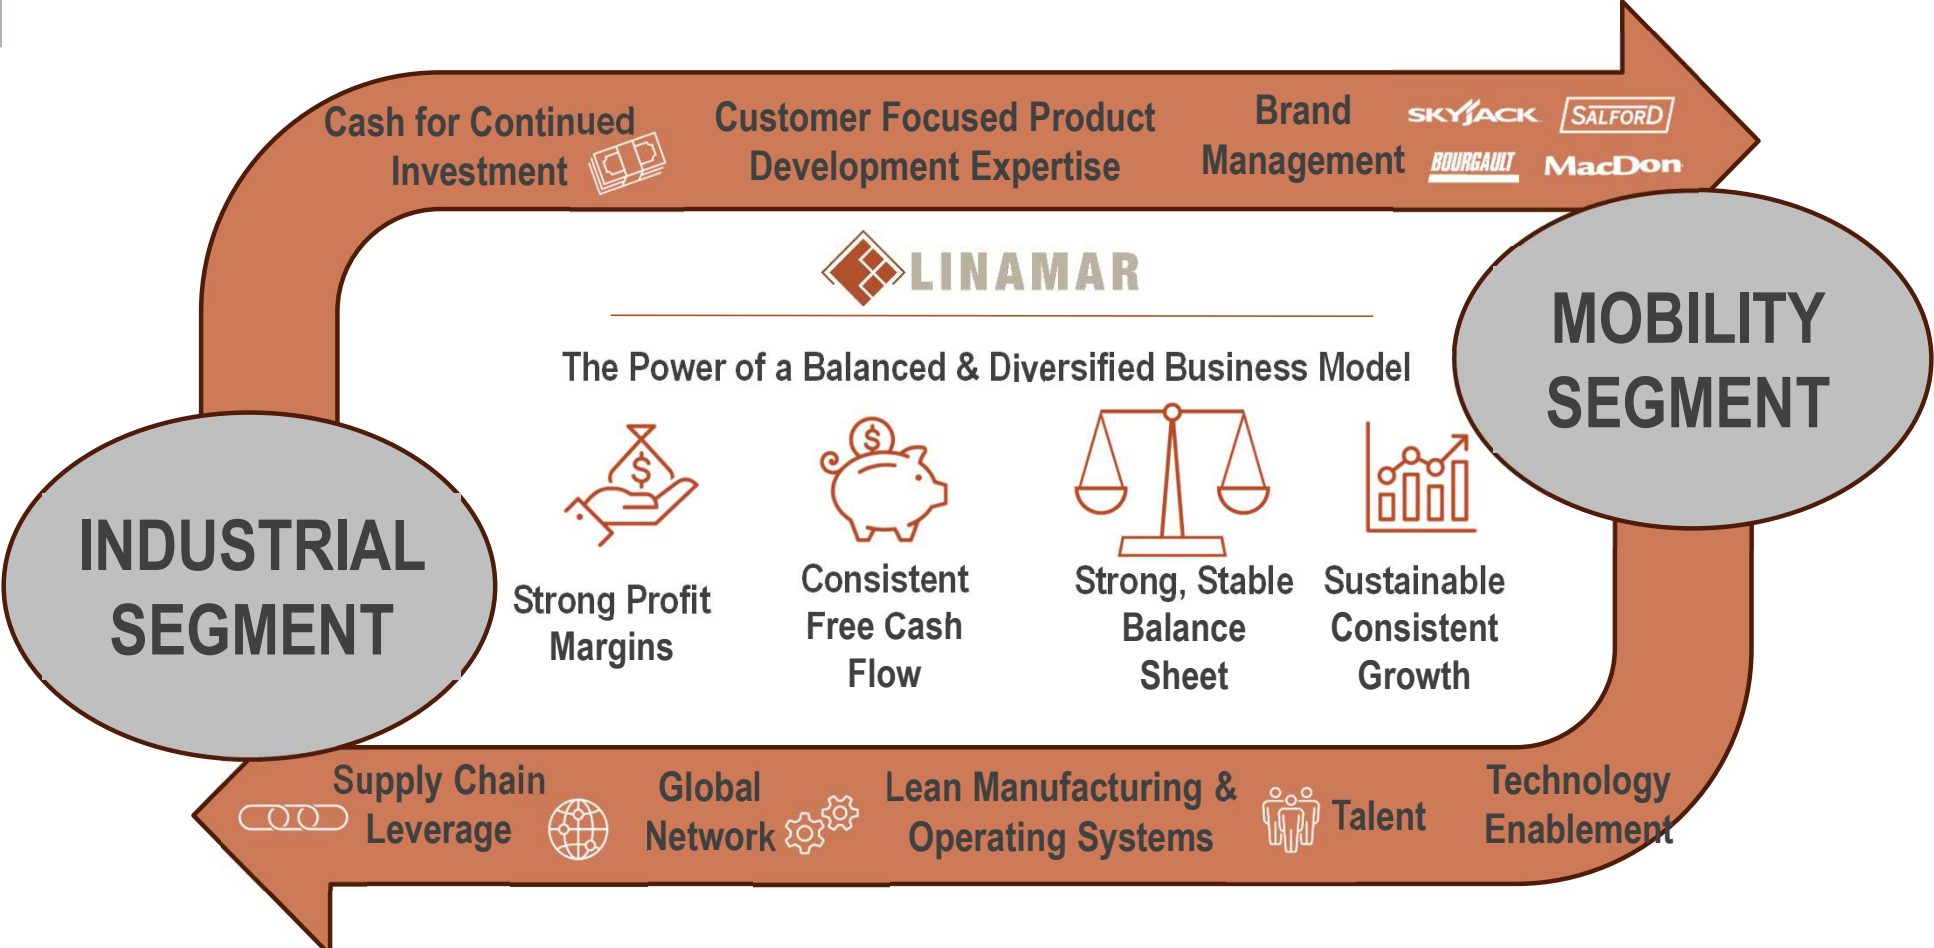 Cash for Continued
Investment
Customer Focused Product
Development Expertise
Brand
Management
SKYJACK
SALFORD
BOURGAULT
MacDon
LINAMAR
The Power of a Balanced & Diversified Business Model
MOBILITY
SEGMENT
INDUSTRIAL
SEGMENT
$
Strong Profit
Margins
$
Consistent
Free Cash
Flow
Strong, Stable
Balance
Sheet
Sustainable
Consistent
Growth
Supply Chain
Leverage
Global
Network
Lean Manufacturing &
Operating Systems
Talent
Technology
Enablement